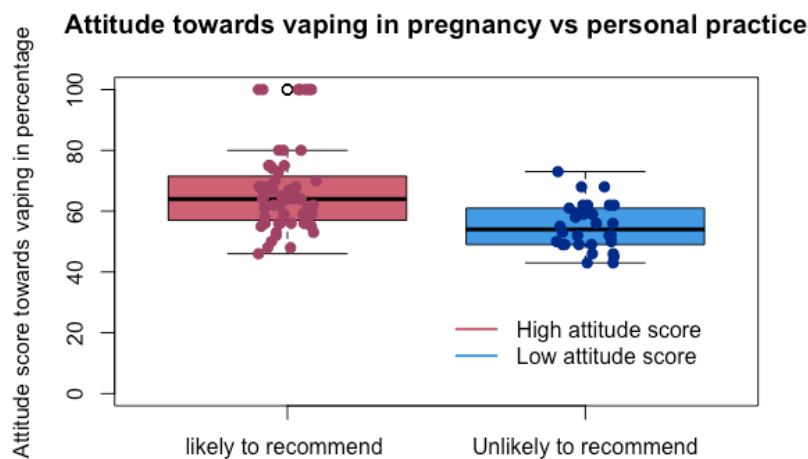 Attitude towards vaping in pregnancy vs personal practice
Attitude score towards vaping in percentage
100
80
60
40
20
0
High attitude score
Low attitude score
likely to recommend
Unlikely to recommend